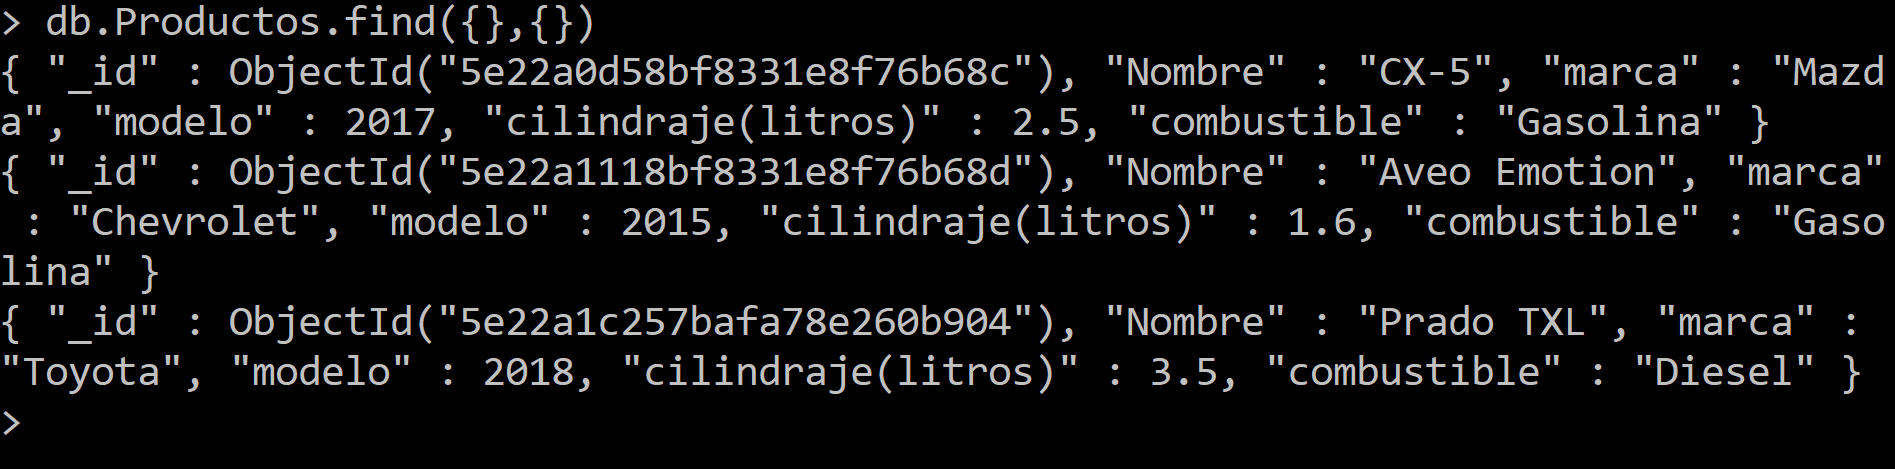 > db.Productos.find({},{})
{ "_id" : ObjectId("5e22a0d58bf8331e8f76b68c"), "Nombre" : "CX-5", "marca" : "Mazd
a", "modelo" : 2017, "cilindraje(litros)" : 2.5, "combustible" : "Gasolina" }
{ "_id" : ObjectId("5e22a1118bf8331e8f76b68d"), "Nombre" : "Aveo Emotion", "marca"
 : "Chevrolet", "modelo" : 2015, "cilindraje(litros)" : 1.6, "combustible" : "Gaso
lina" }
{ "_id" : ObjectId("5e22a1c257bafa78e260b904"), "Nombre" : "Prado TXL", "marca" :
"Toyota", "modelo" : 2018, "cilindraje(litros)" : 3.5, "combustible" : "Diesel" }
>